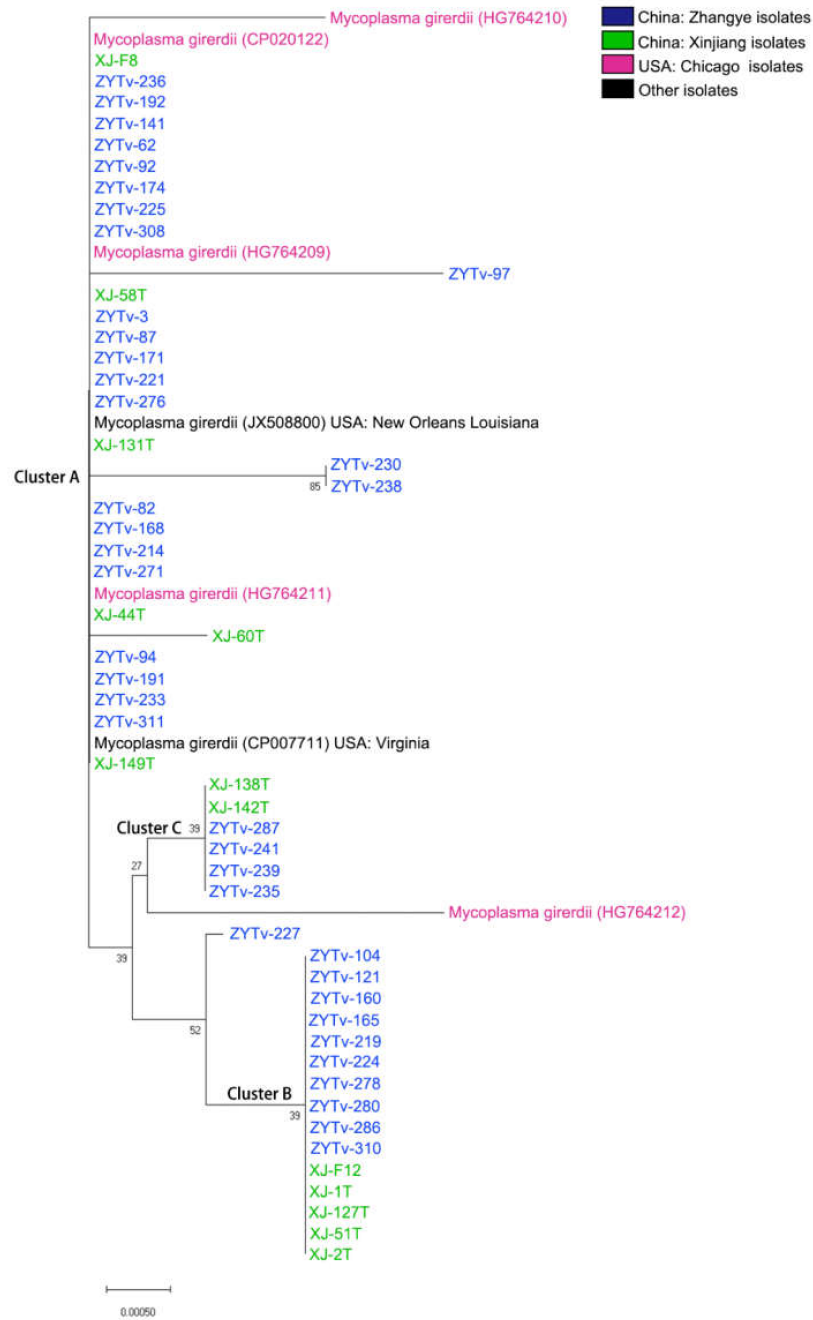 Mycoplasma girerdii (HG764210)
China: Zhangye isolates
China: Xinjiang isolates
USA: Chicago isolates
Other isolates
Mycoplasma girerdii (CP020122)
XJ-F8
ZYTv-236
ZYTv-192
ZYTv-141
ZYTv-62
ZYTv-92
ZYTv-174
ZYTv-225
ZYTv-308
Mycoplasma girerdii (HG764209)
ZYTv-97
XJ-58T
ZYTv-3
ZYTv-87
ZYTv-171
ZYTv-221
ZYTv-276
Mycoplasma girerdii (JX508800) USA: New Orleans Louisiana
XJ-131T
Cluster A
ZYTv-230
85
ZYTv-238
ZYTv-82
ZYTv-168
ZYTv-214
ZYTv-271
Mycoplasma girerdii (HG764211)
XJ-44T
XJ-60T
ZYTv-94
ZYTv-191
ZYTv-233
ZYTv-311
Mycoplasma girerdii (CP007711) USA: Virginia
XJ-149T
XJ-138T
XJ-142T
Cluster C 39 ZYTv-287
ZYTv-241
27
ZYTv-239
ZYTv-235
Mycoplasma girerdii (HG764212)
ZYTv-227
39
ZYTv-104
ZYTv-121
ZYTv-160
ZYTv-165
52
ZYTv-219
ZYTv-224
ZYTv-278
Cluster B
39
ZYTv-280
ZYTv-286
ZYTv-310
XJ-F12
XJ-1T
XJ-127T
XJ-51T
XJ-2T
0.00050